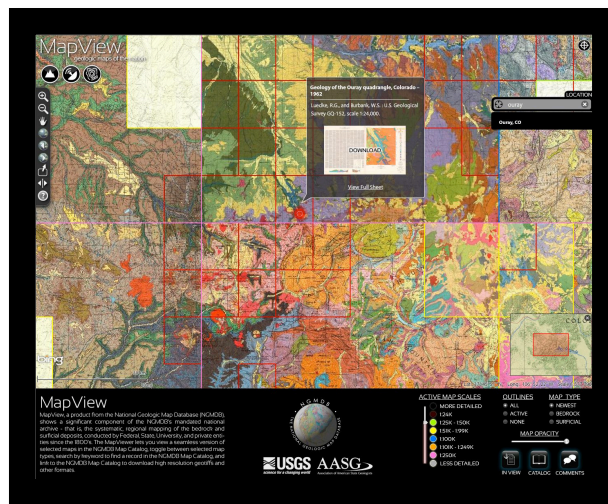 MapView
geologic maps of the nation
Geology of the Ouray quadrangle, Colorado -
1962
Luedke, R.G., and Burbank, W.S.: U.S. Geological
Survey GQ-152, scale 1:24,000.
DOWNLOAD
View Full Sheet
LOCATION
ouray
Ouray, CO
bing
MapView
MapView, a product from the National Geologic Map Database (NGMDB),
shows a significant component of the NGMDB's mandated national
archive - that is, the systematic, regional mapping of the bedrock and
surficial deposits, conducted by Federal, State, University, and private enti-
ties since the 1800's. The MapViewer lets you view a seamless version of
selected maps in the NGMDB Map Catalog, toggle between selected map
types, search by keyword to find a record in the NGMDB Map Catalog, and
link to the NGMDB Map Catalog to download high resolution geotiffs and
other formats.
NGMDB
USGS
science for a changing world
AASG
Association of American State Geologists
ACTIVE MAP SCALES
MORE DETAILED
1:24K
1:25K - 1:50K
1:51K - 1:99K
1:100K
1:101K - 1:249K
1:250K
LESS DETAILED
OUTLINES
ALL
ACTIVE
NONE
MAP TYPE
NEWEST
BEDROCK
SURFICIAL
MAP OPACITY
IN VIEW
CATALOG
COMMENTS